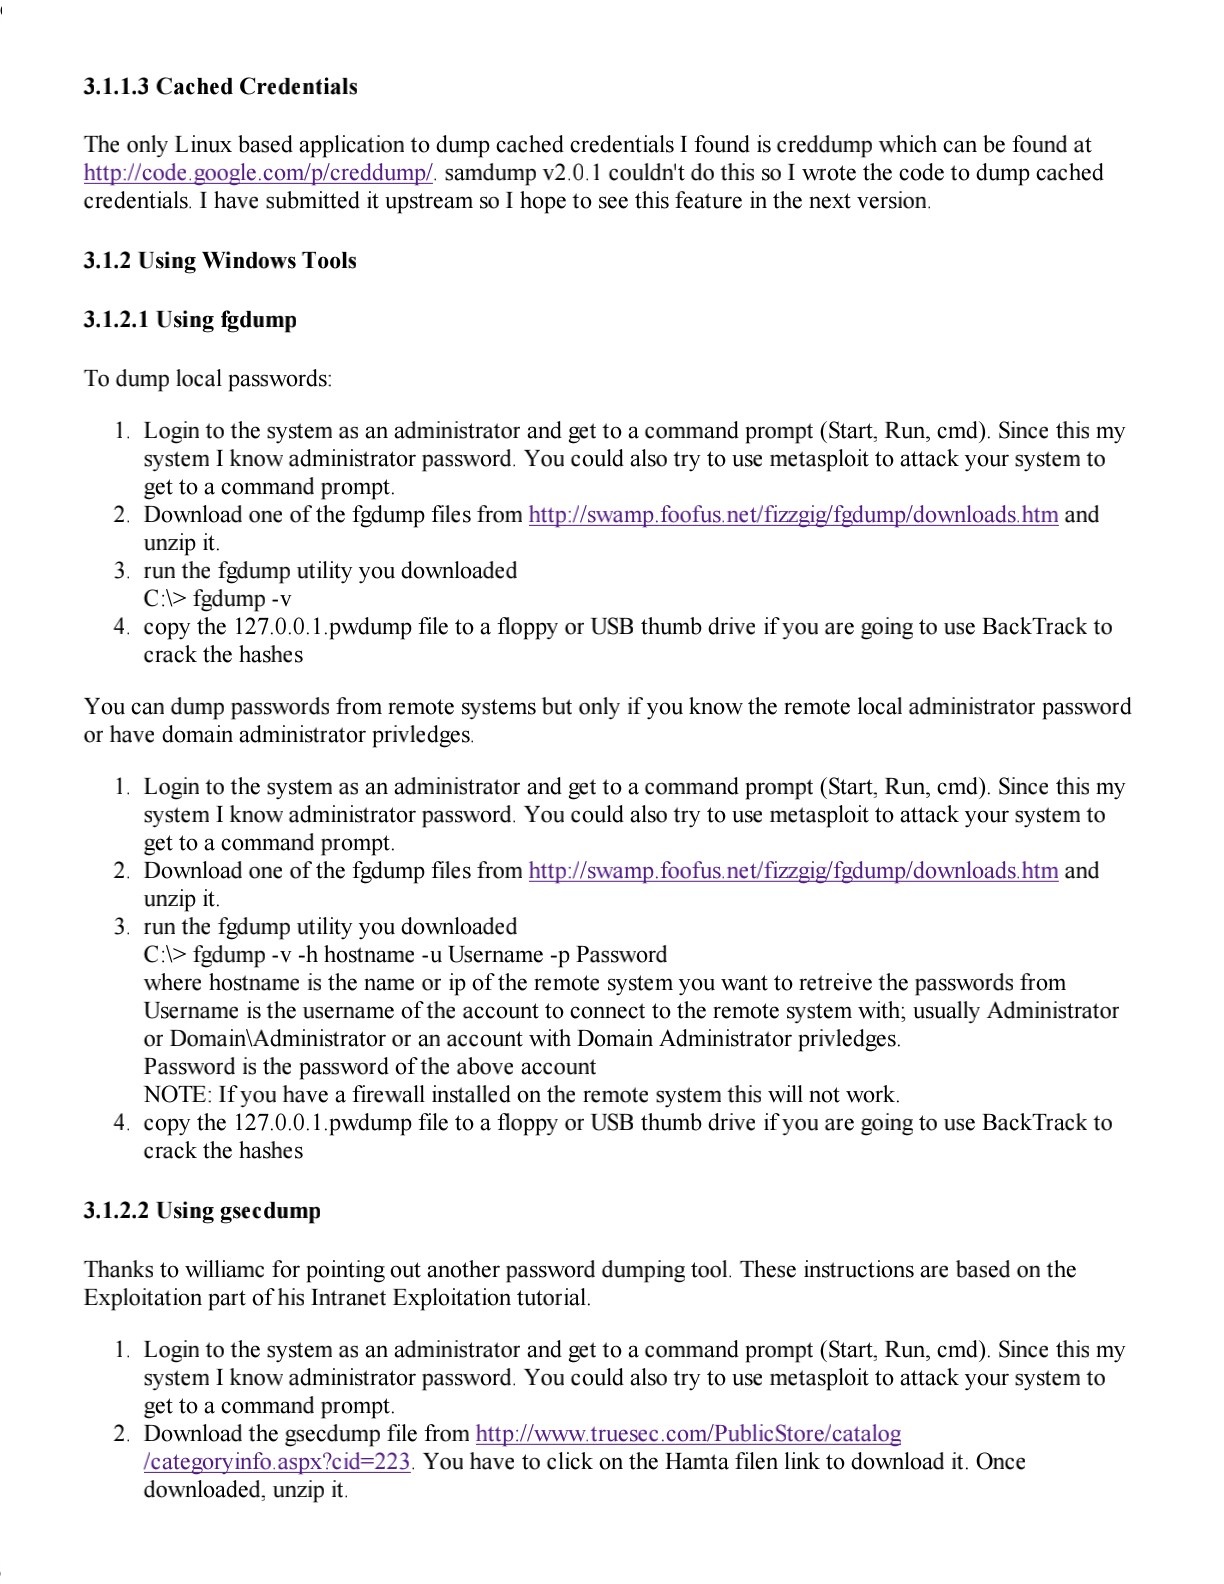 3.1.1.3 Cached Credentials
The only Linux based application to dump cached credentials I found is creddump which can be found at
http://code.google.com/p/creddump/. samdump v2.0.1 couldn't do this so I wrote the code to dump cached
credentials. I have submitted it upstream so I hope to see this feature in the next version.
3.1.2 Using Windows Tools
3.1.2.1 Using fgdump
To dump local passwords:
1. Login to the system as an administrator and get to a command prompt (Start, Run, cmd). Since this my
system I know administrator password. You could also try to use metasploit to attack your system to
get to a command prompt.
2. Download one of the fgdump files from http://swamp.foofus.net/fizzgig/fgdump/downloads.htm and
unzip it.
3. run the fgdump utility you downloaded
C:\> fgdump -v
4. copy the 127.0.0.1.pwdump file to a floppy or USB thumb drive if you are going to use BackTrack to
crack the hashes
You can dump passwords from remote systems but only if you know the remote local administrator password
or have domain administrator privledges.
1. Login to the system as an administrator and get to a command prompt (Start, Run, cmd). Since this my
system I know administrator password. You could also try to use metasploit to attack your system to
get to a command prompt.
2. Download one of the fgdump files from http://swamp.foofus.net/fizzgig/fgdump/downloads.htm and
unzip it.
3. run the fgdump utility you downloaded
C:\> fgdump -v -h hostname -u Username -p Password
where hostname is the name or ip of the remote system you want to retreive the passwords from
Username is the username of the account to connect to the remote system with; usually Administrator
or Domain\Administrator or an account with Domain Administrator privledges.
Password is the password of the above account
NOTE: If you have a firewall installed on the remote system this will not work.
4. copy the 127.0.0.1.pwdump file to a floppy or USB thumb drive if you are going to use BackTrack to
crack the hashes
3.1.2.2 Using gsecdump
Thanks to williamc for pointing out another password dumping tool. These instructions are based on the
Exploitation part of his Intranet Exploitation tutorial.
1. Login to the system as an administrator and get to a command prompt (Start, Run, cmd). Since this my
system I know administrator password. You could also try to use metasploit to attack your system to
get to a command prompt.
2. Download the gsecdump file from http://www.truesec.com/PublicStore/catalog
/categoryinfo.aspx?cid=223. You have to click on the Hamta filen link to download it. Once
downloaded, unzip it.